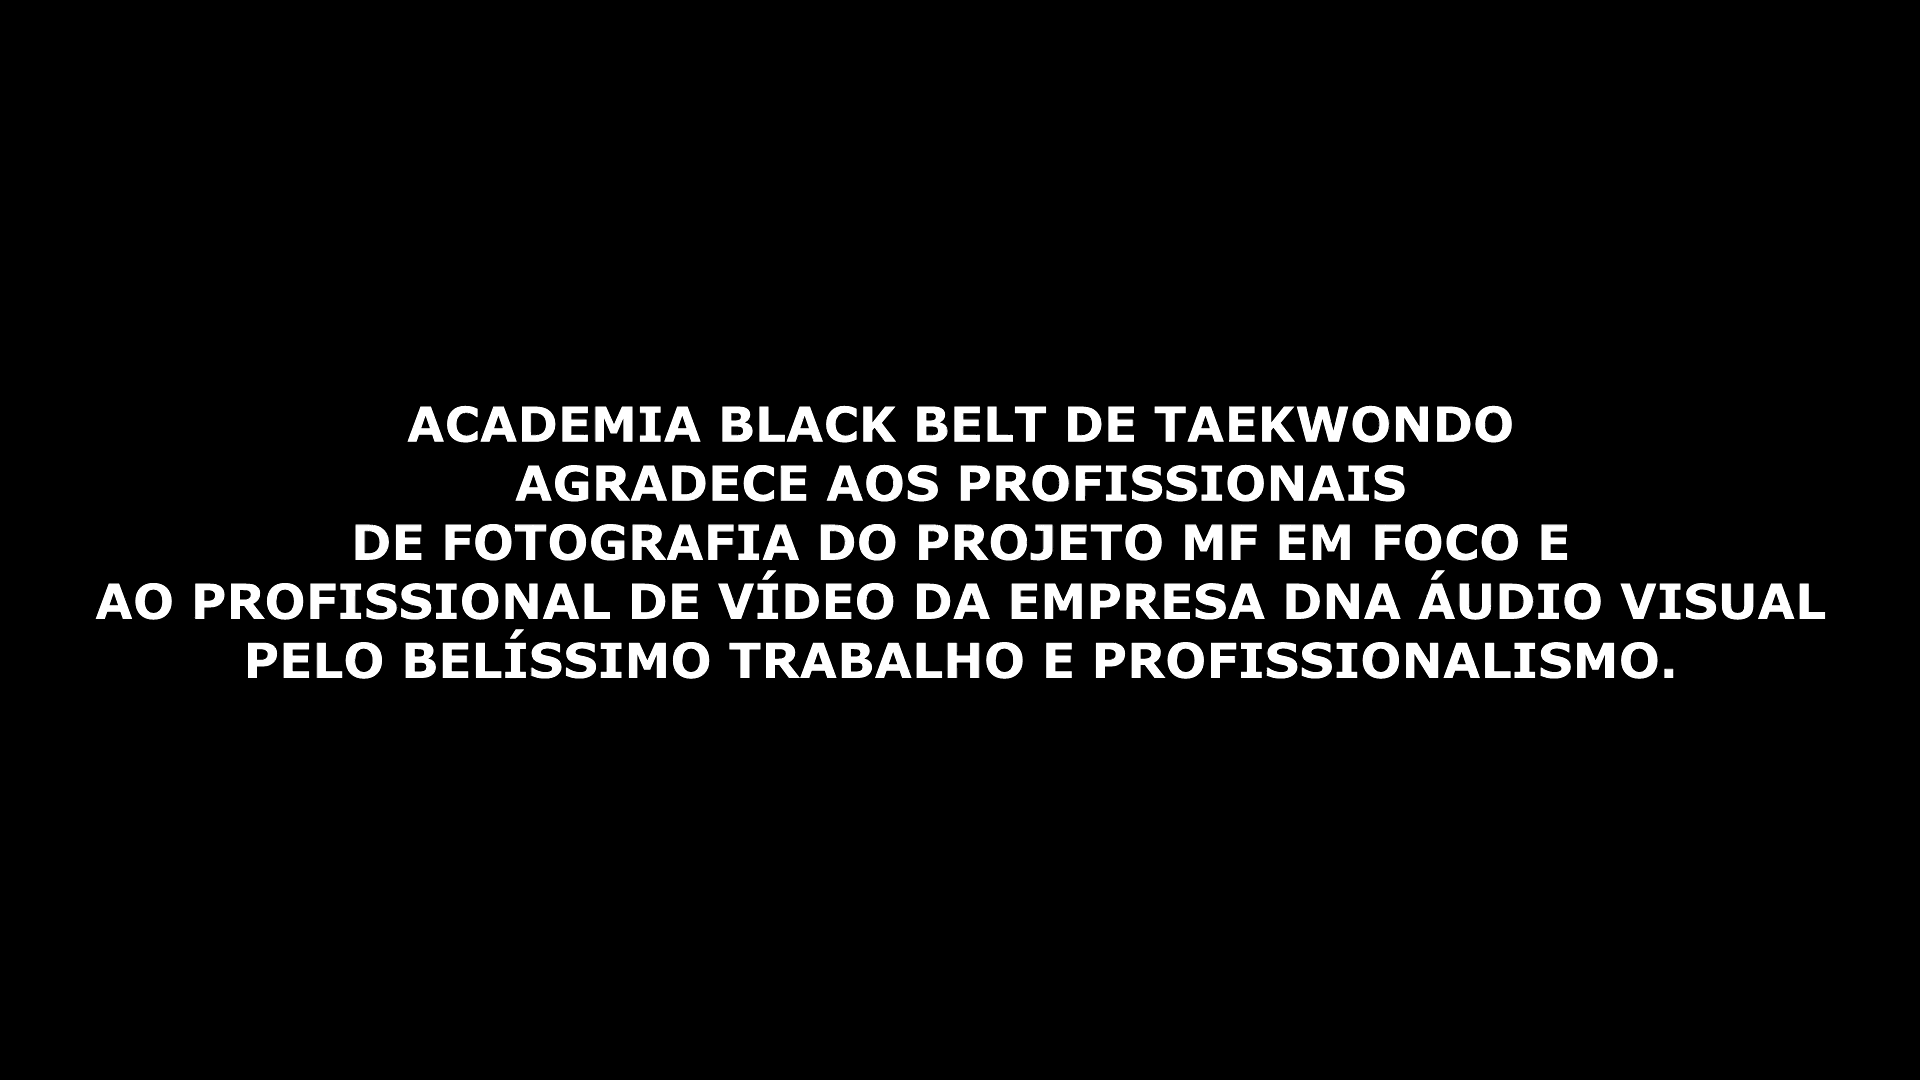 ACADEMIA BLACK BELT DE TAEKWONDO
AGRADECE AOS PROFISSIONAIS
DE FOTOGRAFIA DO PROJETO MF EM FOCO E
AO PROFISSIONAL DE VÍDEO DA EMPRESA DNA ÁUDIO VISUAL
PELO BELÍSSIMO TRABALHO E PROFISSIONALISMO.